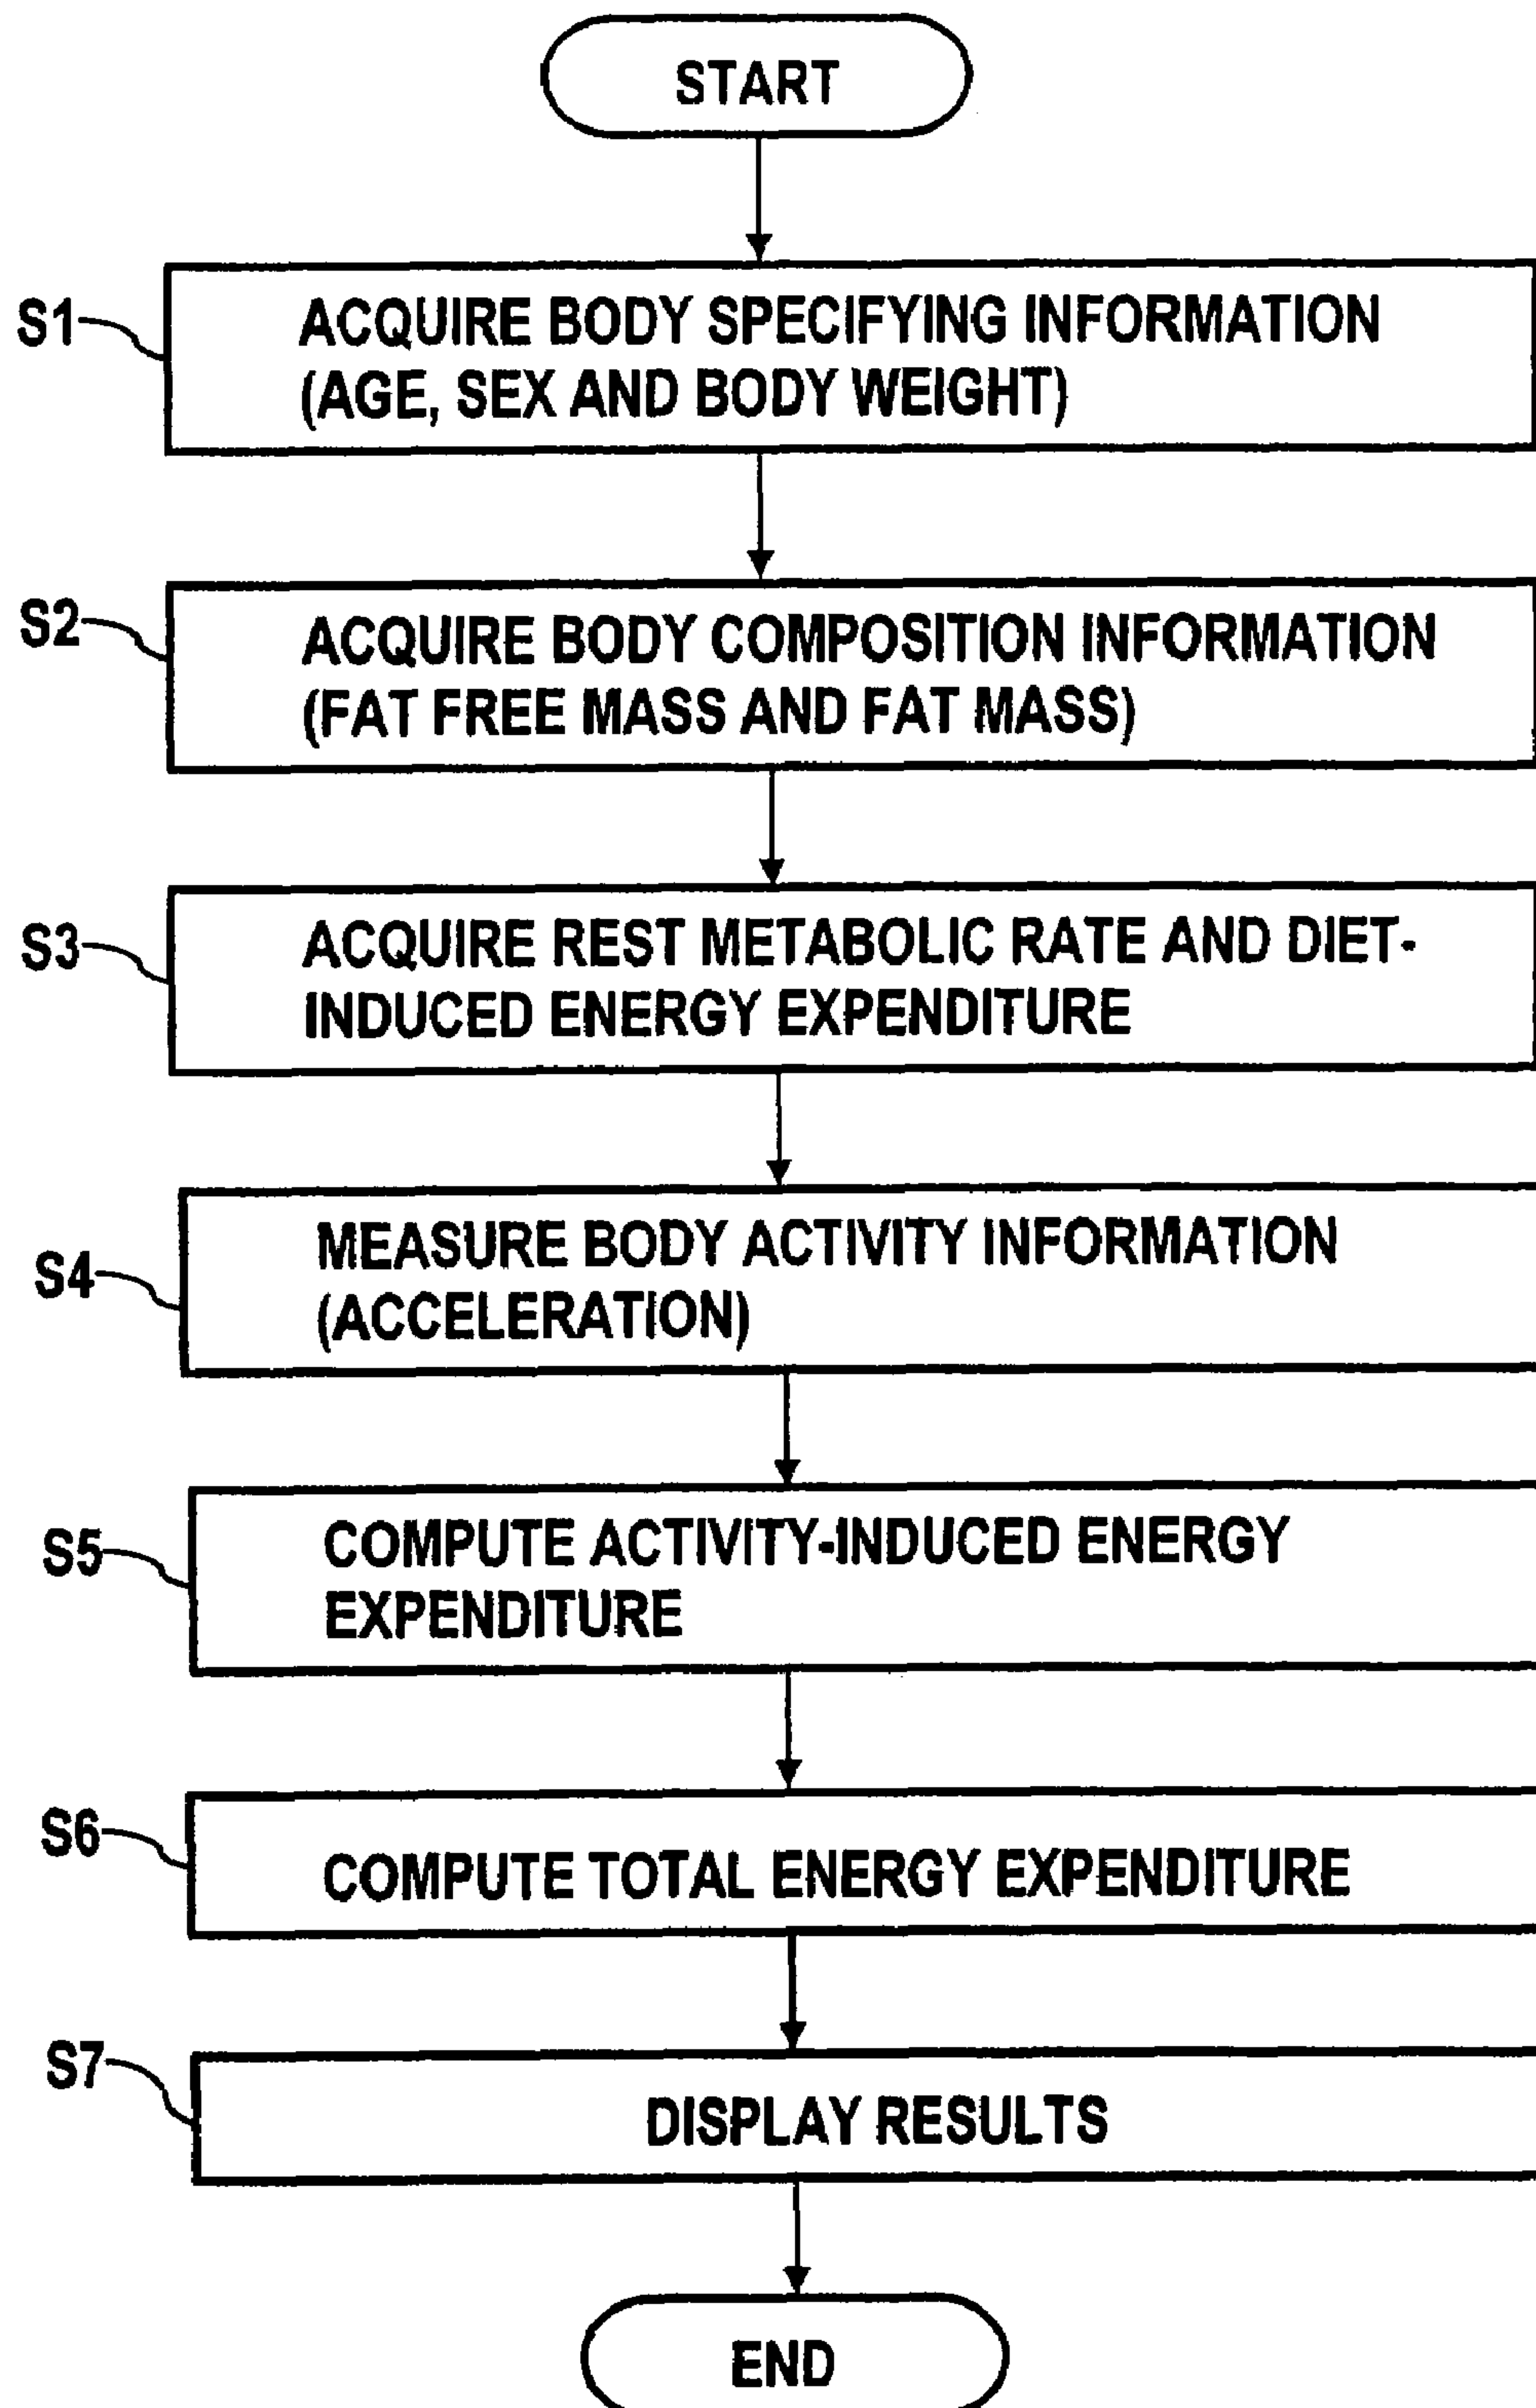 START
S1
ACQUIRE BODY SPECIFYING INFORMATION
(AGE, SEX AND BODY WEIGHT)
S2
ACQUIRE BODY COMPOSITION INFORMATION
(FAT FREE MASS AND FAT MASS)
S3
ACQUIRE REST METABOLIC RATE AND DIET-
INDUCED ENERGY EXPENDITURE
S4
MEASURE BODY ACTIVITY INFORMATION
(ACCELERATION)
S5
COMPUTE ACTIVITY-INDUCED ENERGY
EXPENDITURE
S6
COMPUTE TOTAL ENERGY EXPENDITURE
S7
DISPLAY RESULTS
END